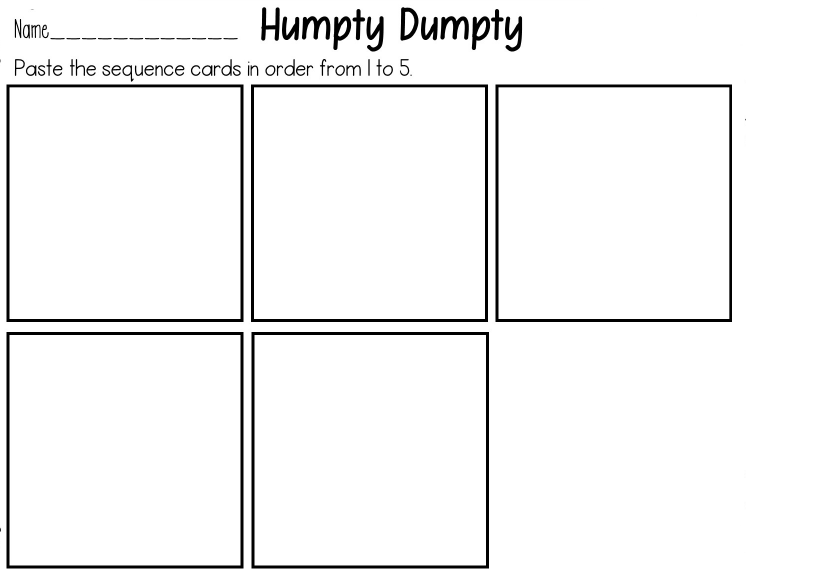 Name____________ Humpty Dumpty
Paste the sequence cards in order from 1 to 5.